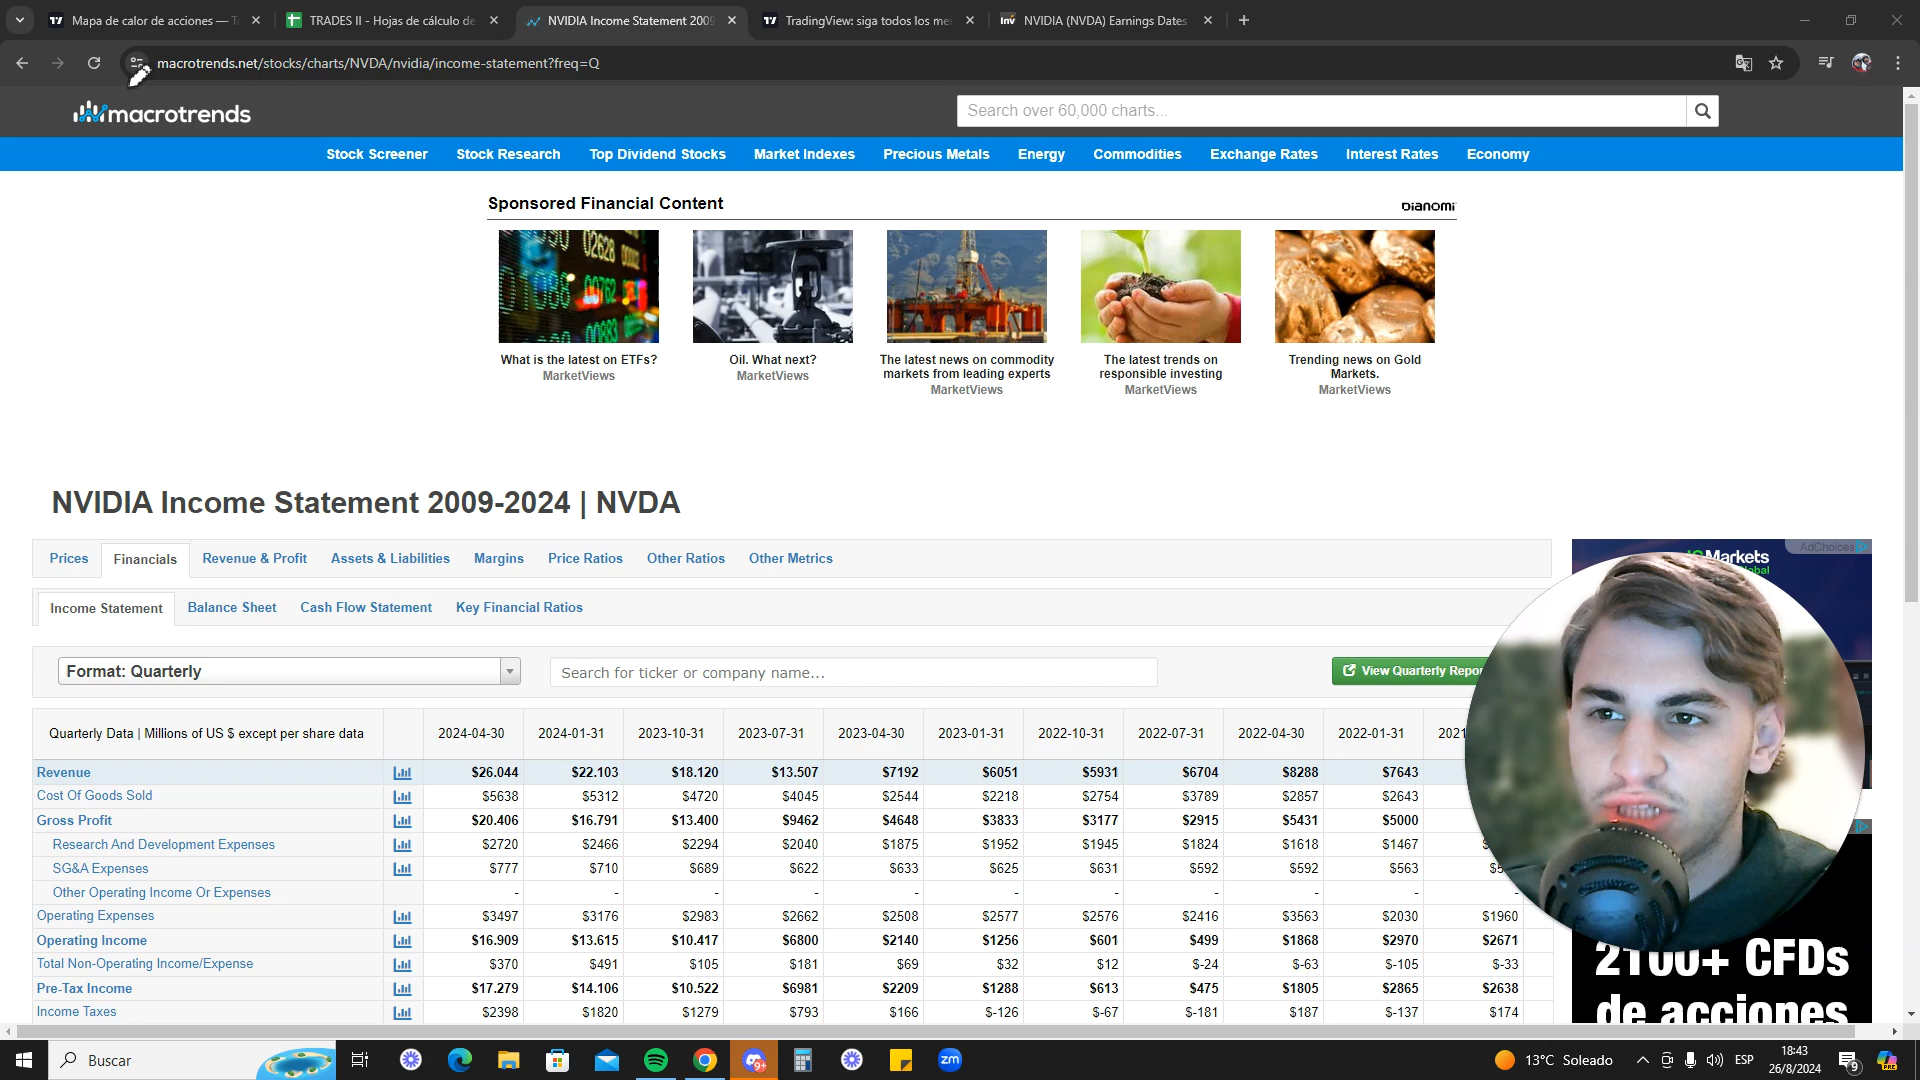 Mapa de calor de acciones —
TRADES II - Hojas de cálculo de
NVIDIA Income Statement 2009
TradingView: siga todos los me
Inv NVIDIA (NVDA) Earnings Dates
macrotrends.net/stocks/charts/NVDA/nvidia/income-statement?freq=Q
macrotrends
Search over 60,000 charts...
Stock Screener Stock Research Top Dividend Stocks Market Indexes Precious Metals Energy Commodities Exchange Rates Interest Rates Economy
Sponsored Financial Content
Dianomi
What is the latest on ETFs?
MarketViews
Oil. What next?
MarketViews
The latest news on commodity
markets from leading experts
MarketViews
The latest trends on
responsible investing
MarketViews
Trending news on Gold
Markets.
MarketViews
NVIDIA Income Statement 2009-2024 | NVDA
Prices Financials Revenue & Profit Assets & Liabilities Margins Price Ratios Other Ratios Other Metrics
AdChoices
Markets
Income Statement Balance Sheet Cash Flow Statement Key Financial Ratios
Format: Quarterly
Search for ticker or company name...
View Quarterly Repor
Quarterly Data | Millions of US $ except per share data 2024-04-30 2024-01-31 2023-10-31 2023-07-31 2023-04-30 2023-01-31 2022-10-31 2022-07-31 2022-04-30 2022-01-31 2021
Revenue $26.044 $22.103 $18.120 $13.507 $7192 $6051 $5931 $6704 $8288 $7643
Cost Of Goods Sold $5638 $5312 $4720 $4045 $2544 $2218 $2754 $3789 $2857 $2643
Gross Profit $20.406 $16.791 $13.400 $9462 $4648 $3833 $3177 $2915 $5431 $5000
Research And Development Expenses $2720 $2466 $2294 $2040 $1875 $1952 $1945 $1824 $1618 $1467
SG&A Expenses $777 $710 $689 $622 $633 $625 $631 $592 $592 $563
Other Operating Income Or Expenses - - - - - - - - - -
Operating Expenses $3497 $3176 $2983 $2662 $2508 $2577 $2576 $2416 $3563 $2030 $1960
Operating Income $16.909 $13.615 $10.417 $6800 $2140 $1256 $601 $499 $1868 $2970 $2671
Total Non-Operating Income/Expense $370 $491 $105 $181 $69 $32 $12 $-24 $-63 $-105 $-33
Pre-Tax Income $17.279 $14.106 $10.522 $6981 $2209 $1288 $613 $475 $1805 $2865 $2638
Income Taxes $2398 $1820 $1279 $793 $166 $-126 $-67 $-181 $187 $-137 $174
2100+ CFDs
de acciones
Buscar
zm
13°C Soleado
ESP
18:43
26/8/2024
9